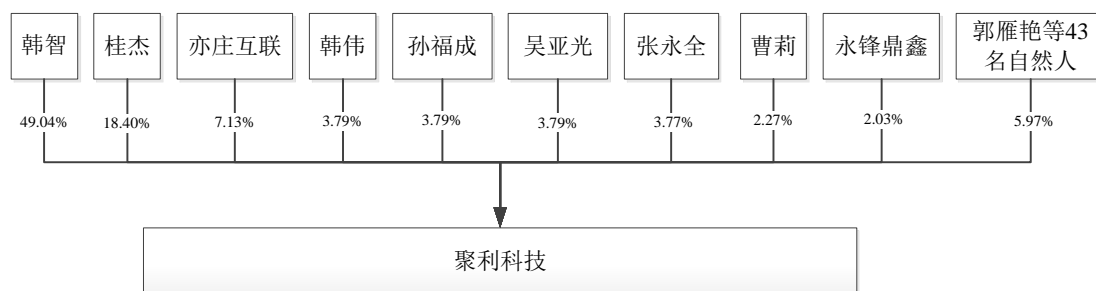 韩智
桂杰
亦庄互联
韩伟
孙福成
吴亚光
张永全
曹莉
永锋鼎鑫
郭雁艳等43
名自然人
49.04%
18.40%
7.13%
3.79%
3.79%
3.79%
3.77%
2.27%
2.03%
5.97%
聚利科技